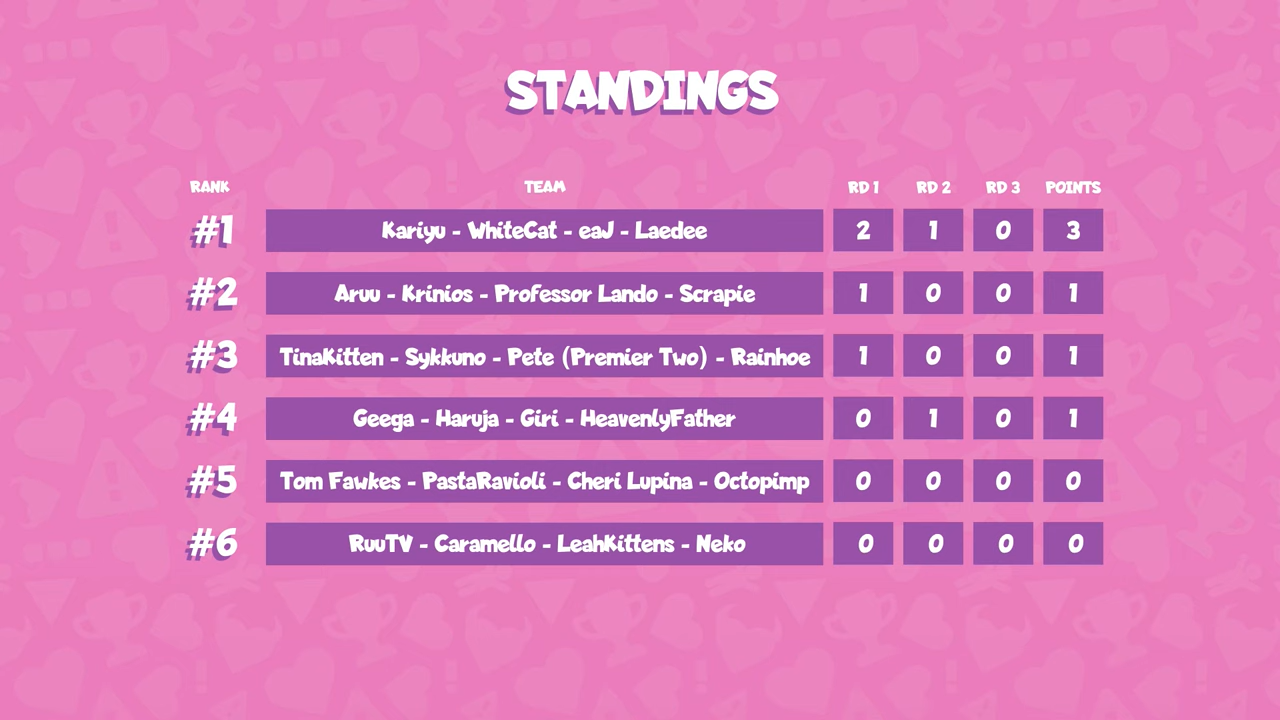 STANDINGS
RANK TEAM RD 1 RD 2 RD 3 POINTS
#1 Kariyu - WhiteCat - eaJ - Laedee 2 1 0 3
#2 Aruu - Krinios - Professor Lando - Scrapie 1 0 0 1
#3 TinaKitten - Sykkuno - Pete (Premier Two) - Rainhoe 1 0 0 1
#4 Geega - Haruja - Giri - HeavenlyFather 0 1 0 1
#5 Tom Fawkes - PastaRavioli - Cheri Lupina - Octopimp 0 0 0 0
#6 RuuTV - Caramello - LeahKittens - Neko 0 0 0 0